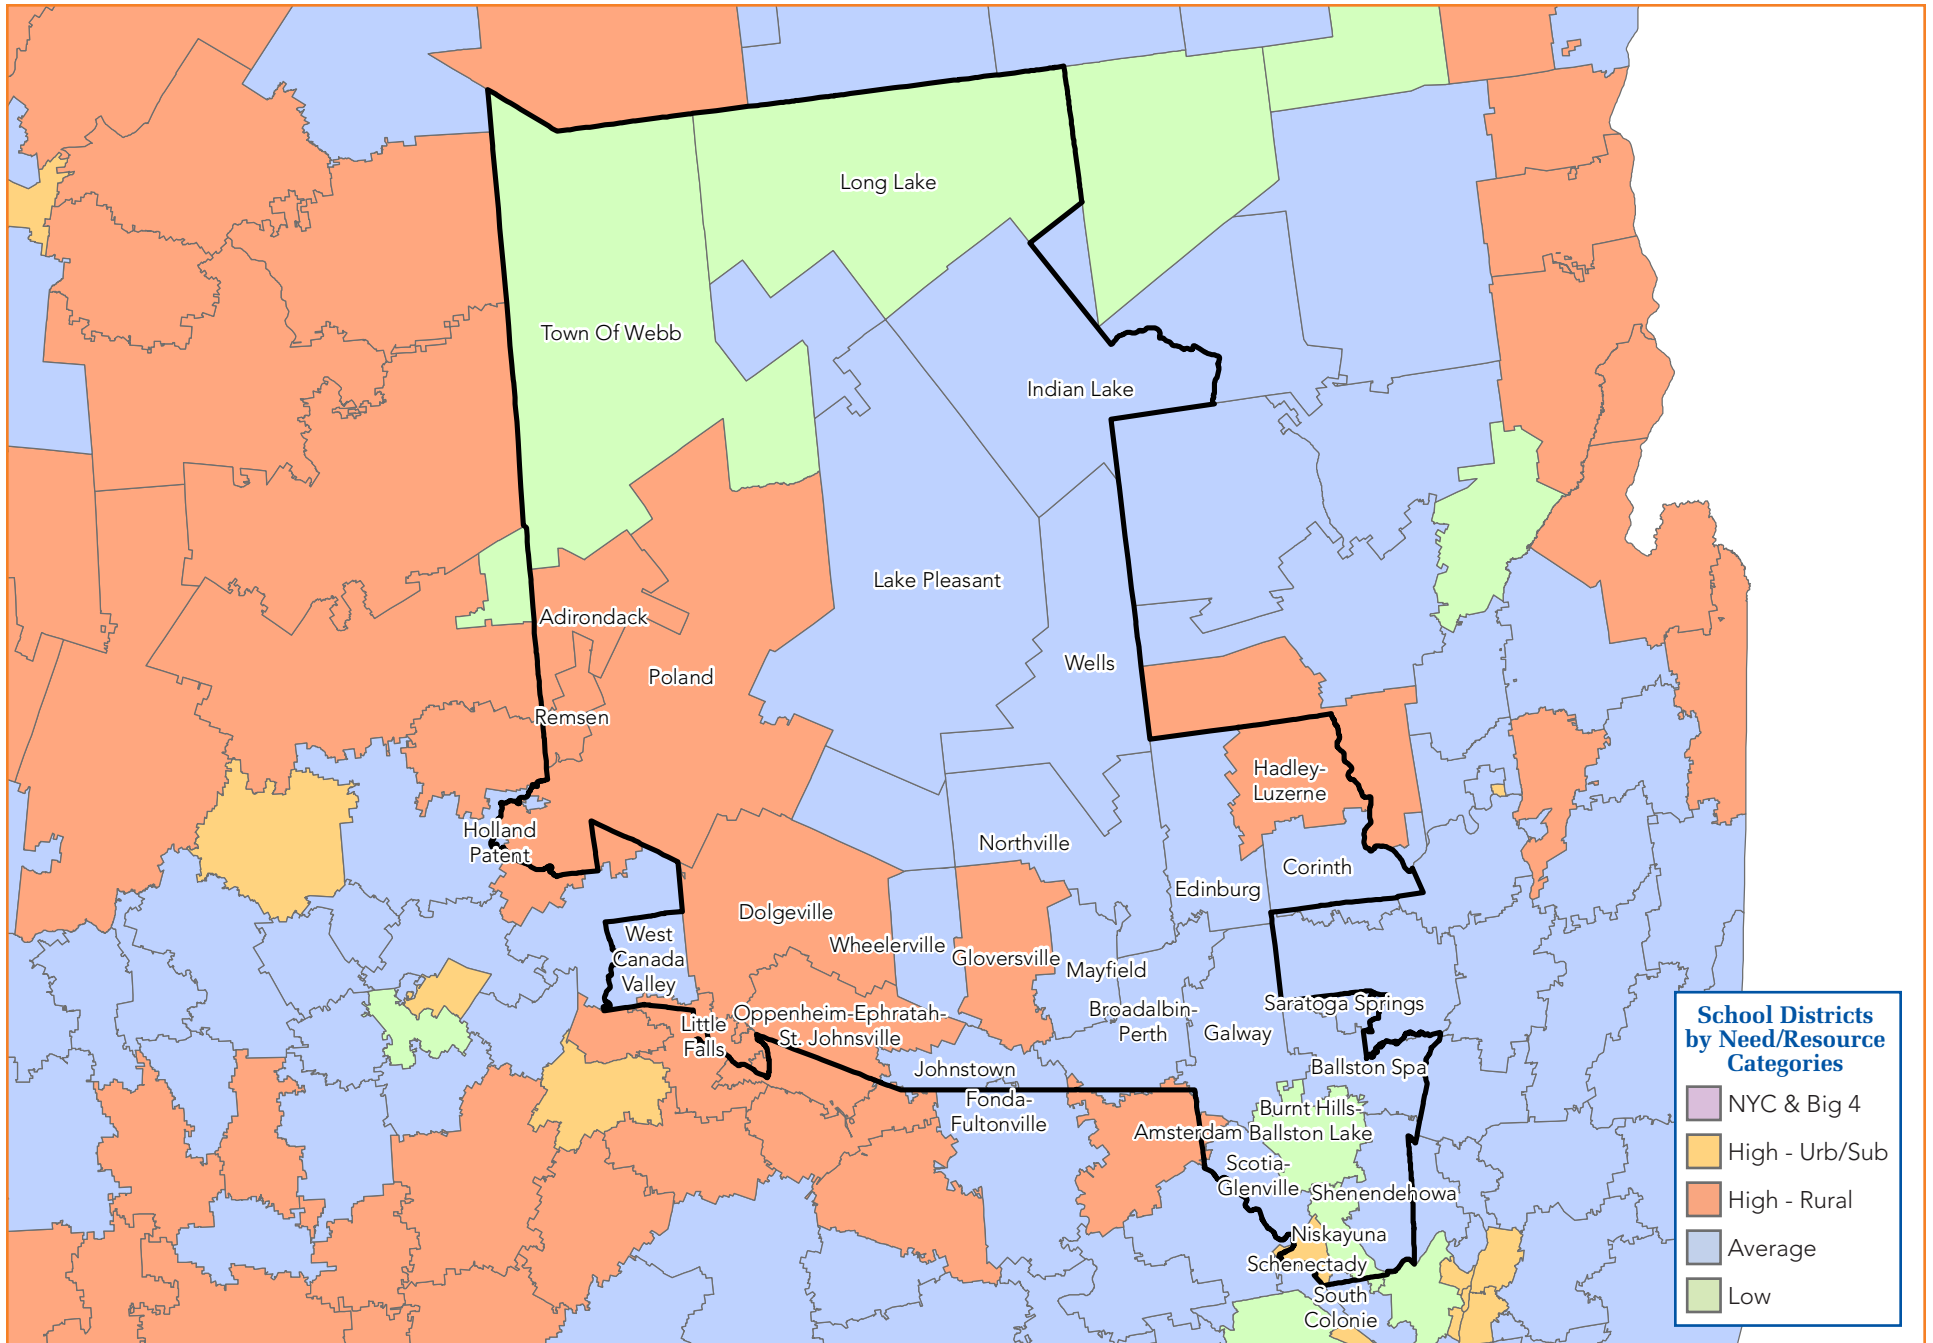 Long Lake
Town Of Webb
Indian Lake
Lake Pleasant
Adirondack
Wells
Poland
Remsen
Hadley-
Luzerne
Holland
Patent
Northville
Corinth
Edinburg
Dolgeville
West
Canada
Valley
Wheelerville
Gloversville
Mayfield
Saratoga Springs
Broadalbin-
Perth
Galway
Oppenheim-Ephratah-
St. Johnsville
Little
Falls
Johnstown
Ballston Spa
Fonda-
Fultonville
Burnt Hills-
Ballston Lake
Amsterdam
Scotia-
Glenville
Shenendehowa
Niskayuna
Schenectady
South
Colonie
School Districts
by Need/Resource
Categories
NYC & Big 4
High - Urb/Sub
High - Rural
Average
Low